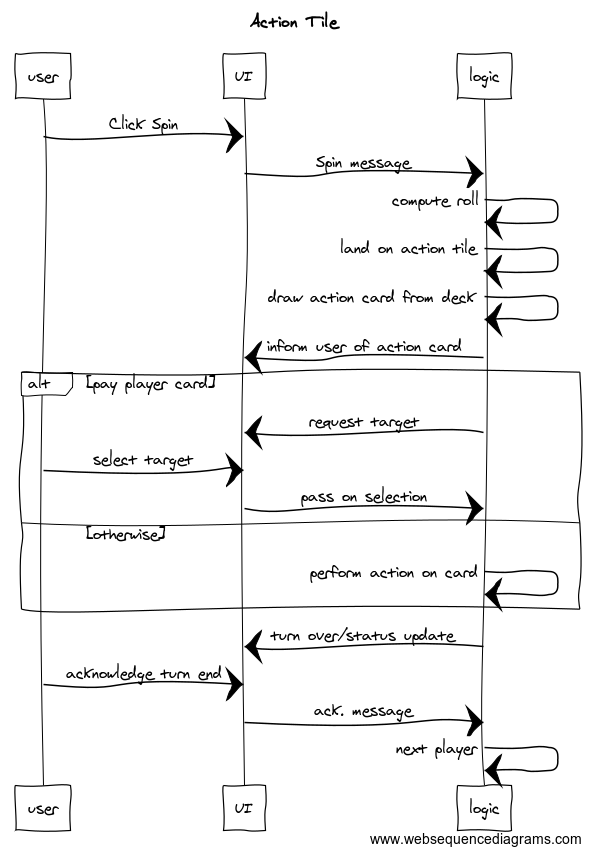 Action Tile
user
UI
logic
Click Spin
Spin message
compute roll
land on action tile
draw action card from deck
inform user of action card
alt
[pay player card]
request target
select target
pass on selection
[otherwise]
perform action on card
turn over/status update
acknowledge turn end
ack. message
next player
user
UI
logic
www.websequencediagrams.com